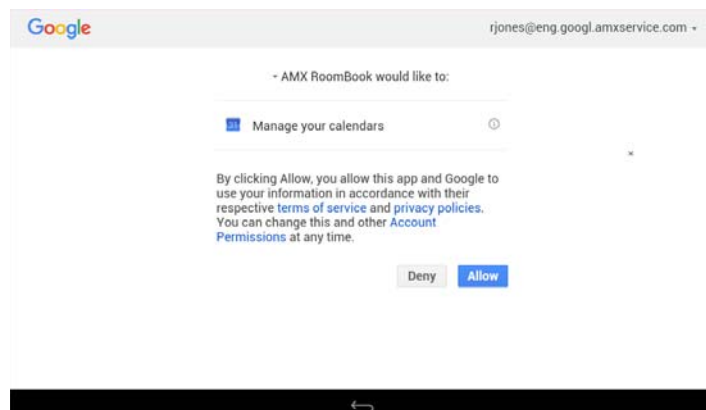 Google
rjones@eng.googl.amxservice.com
- AMX RoomBook would like to:
31
Manage your calendars
By clicking Allow, you allow this app and Google to
use your information in accordance with their
respective terms of service and privacy policies.
You can change this and other Account
Permissions at any time.
Deny Allow